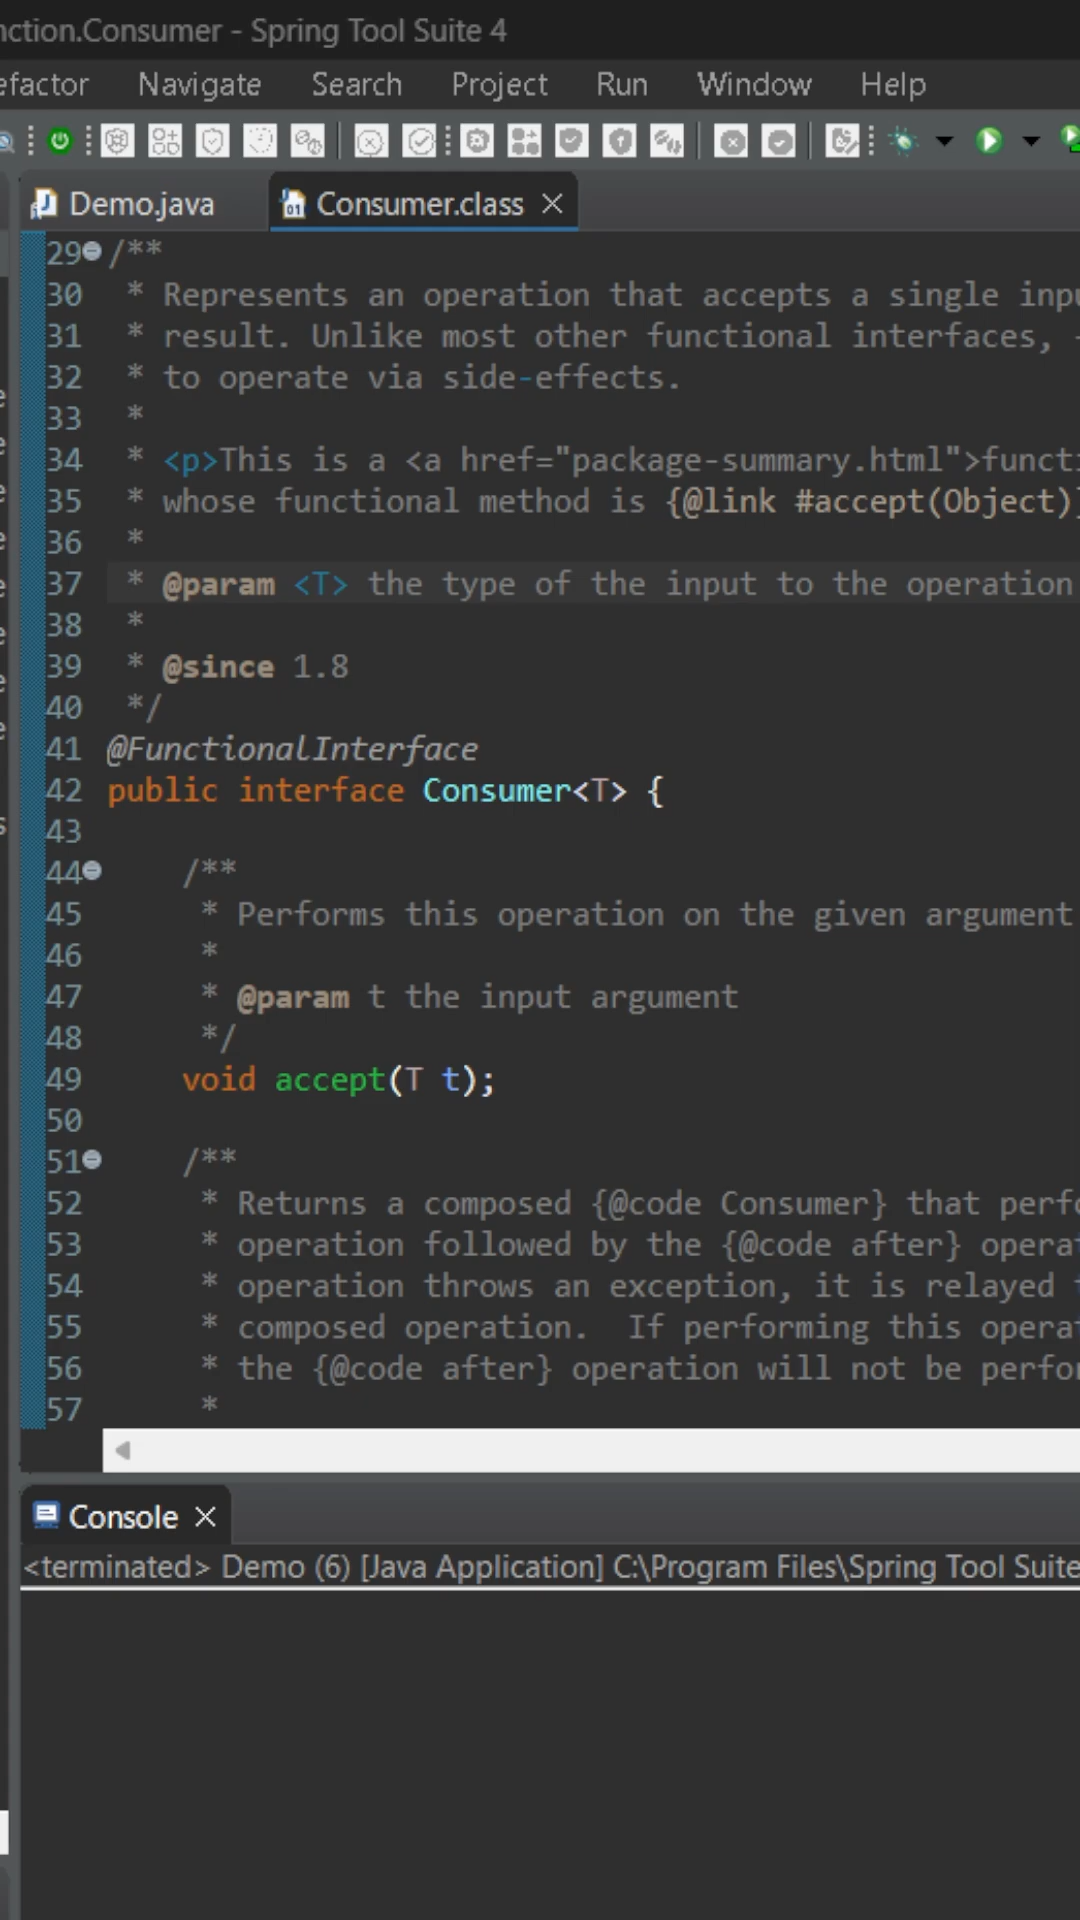 nction.Consumer - Spring Tool Suite 4
efactor Navigate Search Project Run Window Help
Demo.java Consumer.class
29 /**
30 * Represents an operation that accepts a single inpu
31 * result. Unlike most other functional interfaces,
32 * to operate via side-effects.
33 *
34 * <p>This is a <a href="package-summary.html">functi
35 * whose functional method is {@link #accept(Object)}
36 *
37 * @param <T> the type of the input to the operation
38 *
39 * @since 1.8
40 */
41 @FunctionalInterface
42 public interface Consumer<T> {
43
44 /**
45 * Performs this operation on the given argument
46 *
47 * @param t the input argument
48 */
49 void accept(T t);
50
51 /**
52 * Returns a composed {@code Consumer} that perfo
53 * operation followed by the {@code after} operat
54 * operation throws an exception, it is relayed
55 * composed operation.  If performing this operat
56 * the {@code after} operation will not be perfor
57 *
Console
<terminated> Demo (6) [Java Application] C:\Program Files\Spring Tool Suite